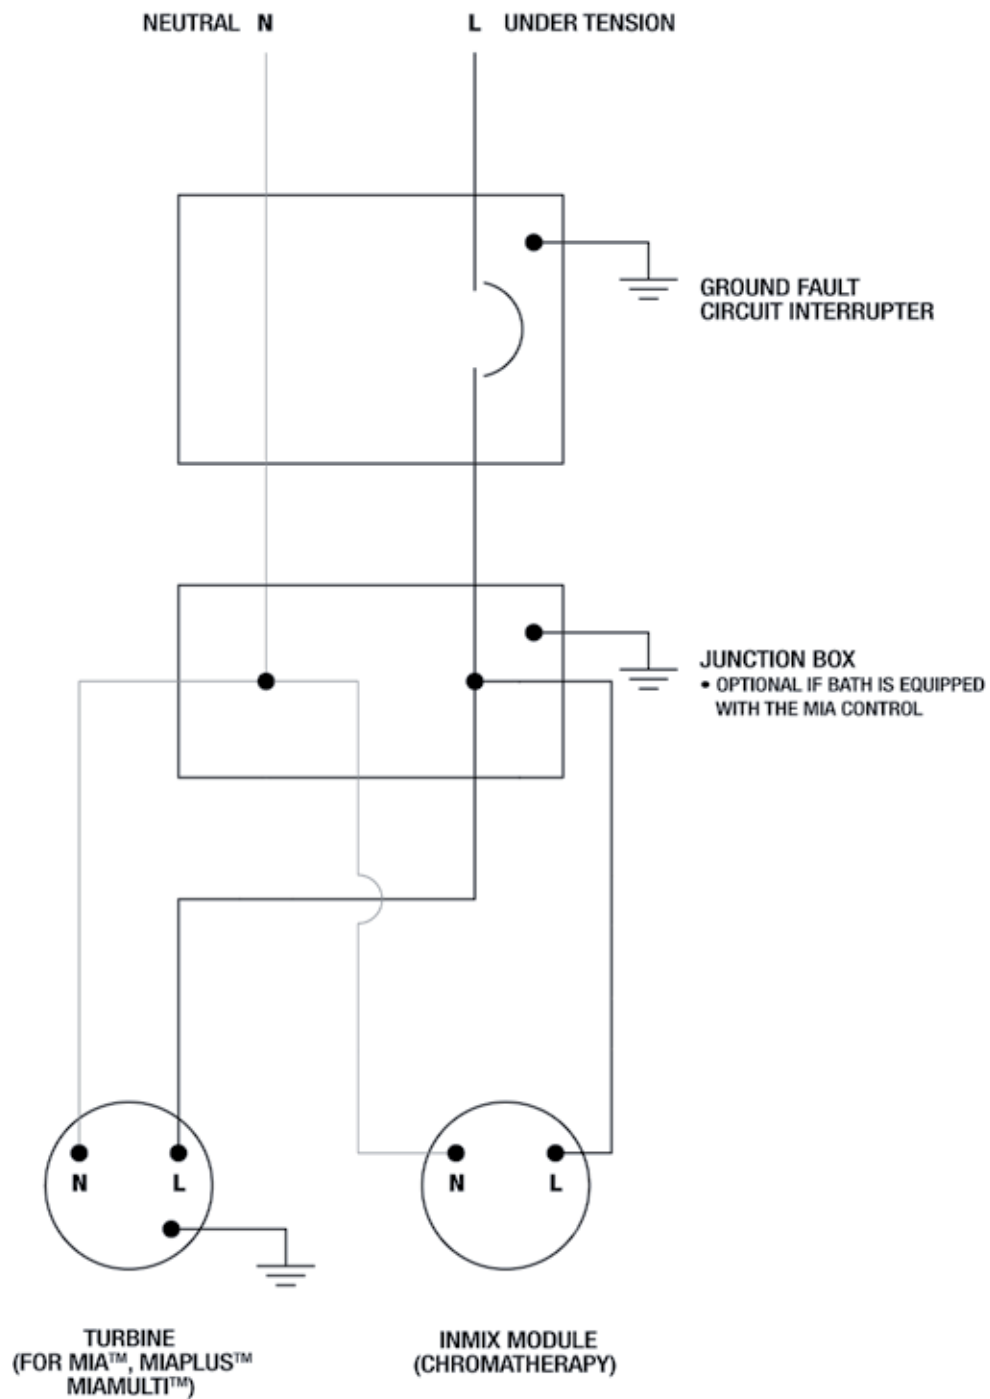 NEUTRAL N
L UNDER TENSION
GROUND FAULT
CIRCUIT INTERRUPTER
JUNCTION BOX
• OPTIONAL IF BATH IS EQUIPPED
WITH THE MIA CONTROL
N
L
N
L
TURBINE
(FOR MIA™, MIAPLUS™
MIAMULTI™)
INMIX MODULE
(CHROMATHERAPY)